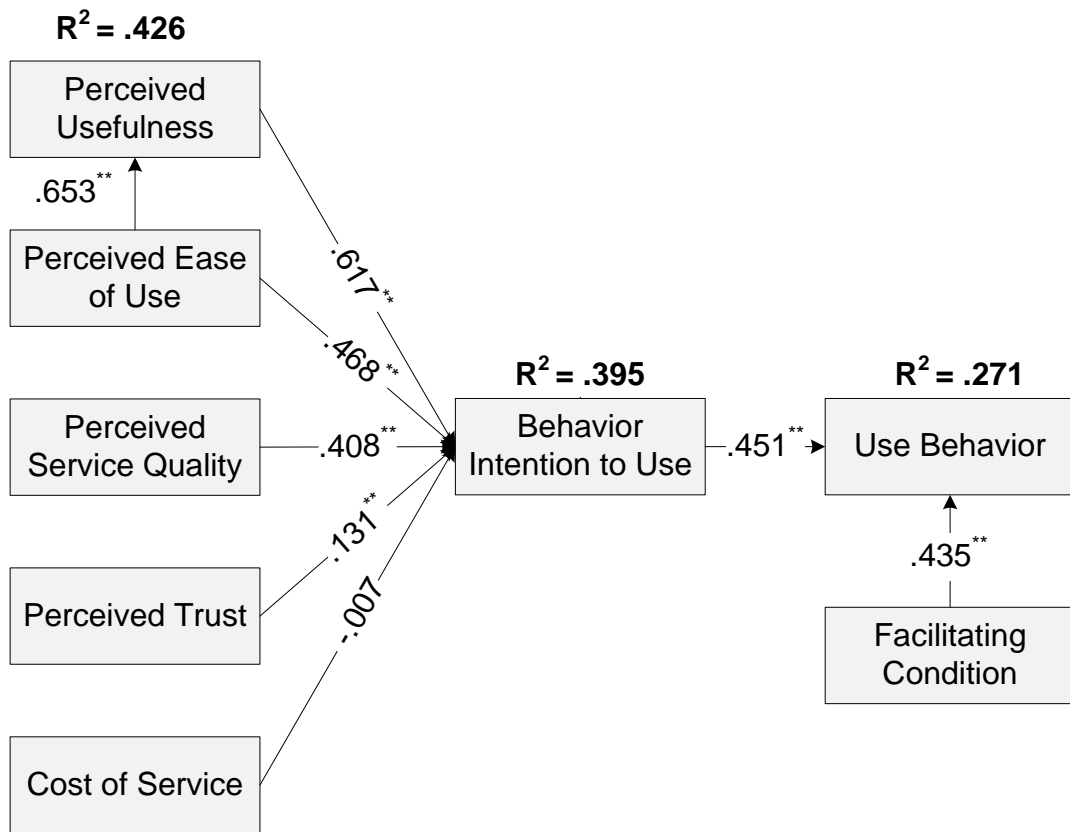 R² = .426
Perceived
Usefulness
.653**
Perceived Ease
of Use
.617**
.468**
R² = .395
R² = .271
Perceived
Service Quality
.408**
Behavior
Intention to Use
.451**
Use Behavior
.131**
.435**
Perceived Trust
-.007
Facilitating
Condition
Cost of Service